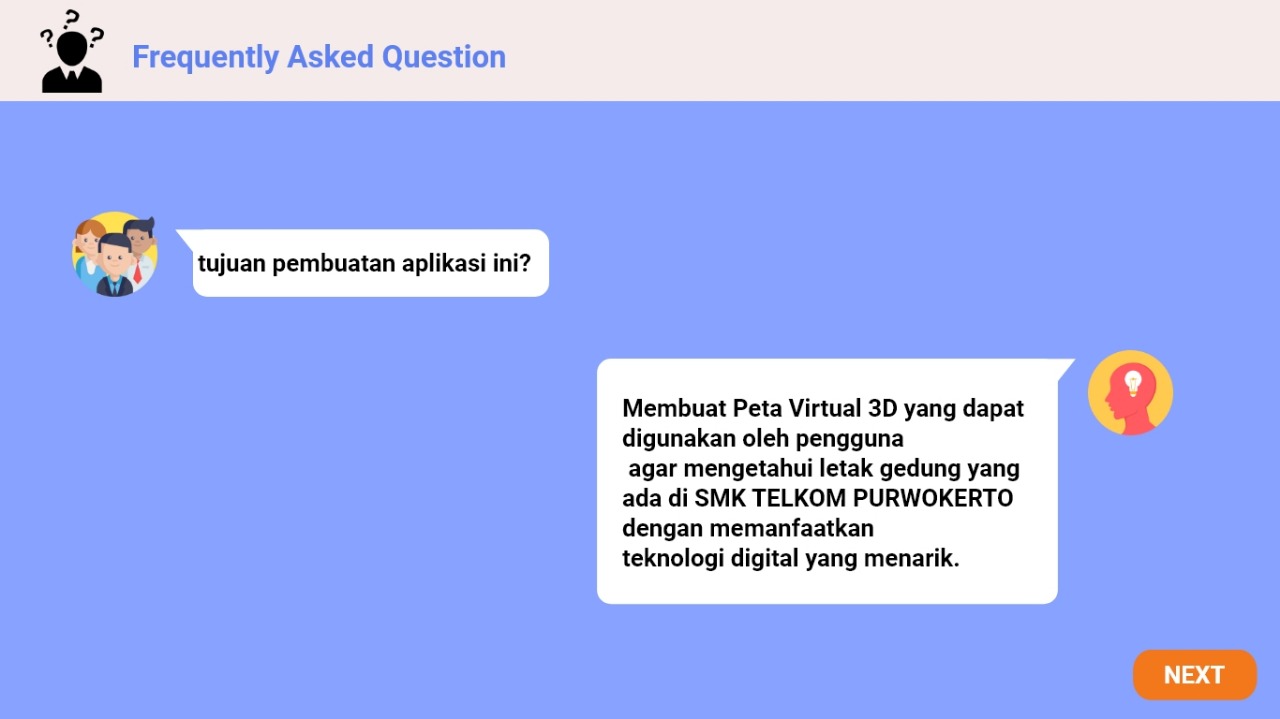 Frequently Asked Question
tujuan pembuatan aplikasi ini?
Membuat Peta Virtual 3D yang dapat
digunakan oleh pengguna
agar mengetahui letak gedung yang
ada di SMK TELKOM PURWOKERTO
dengan memanfaatkan
teknologi digital yang menarik.
NEXT